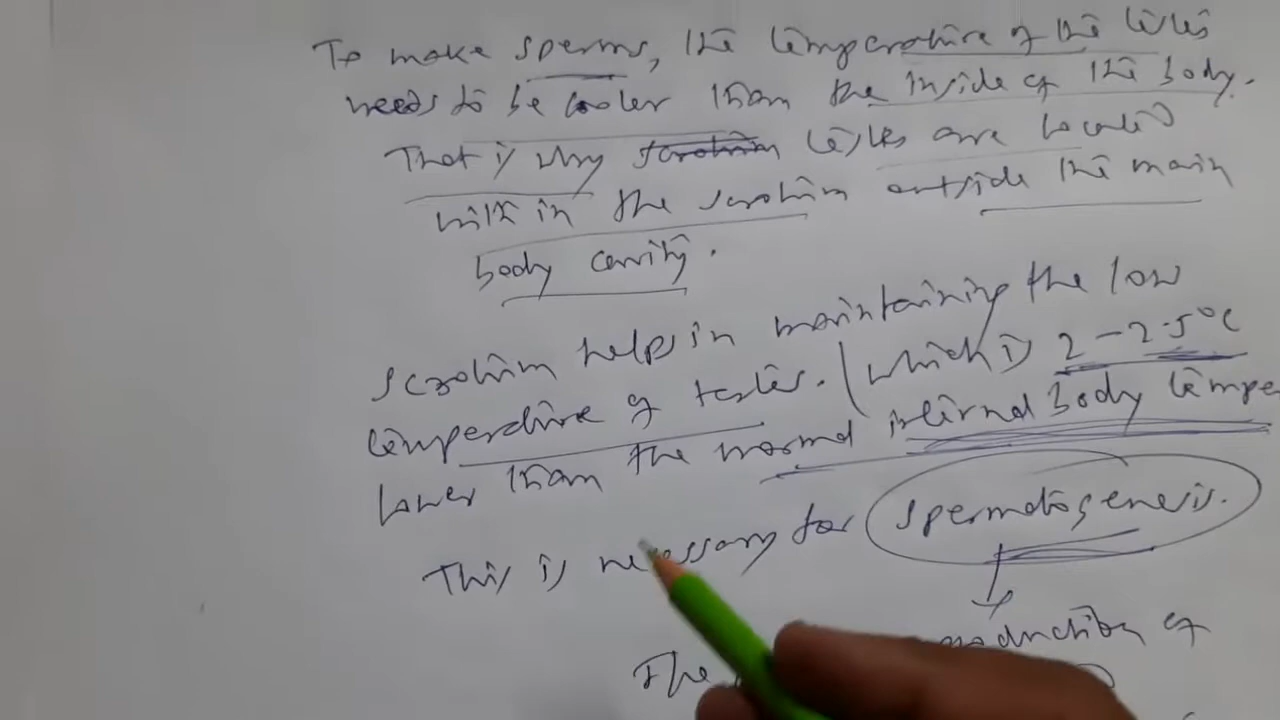 To make sperms, the temperature of the testes
needs to be cooler than the inside of the body.
That is why testes are located
with in the scrotum outside the main
body cavity.
Scrotum helps in maintaining the low
temperature of testes. (which is 2-2.5°C
lower than the normal internal body tempe
This is necessary for spermatogenesis.
The production of